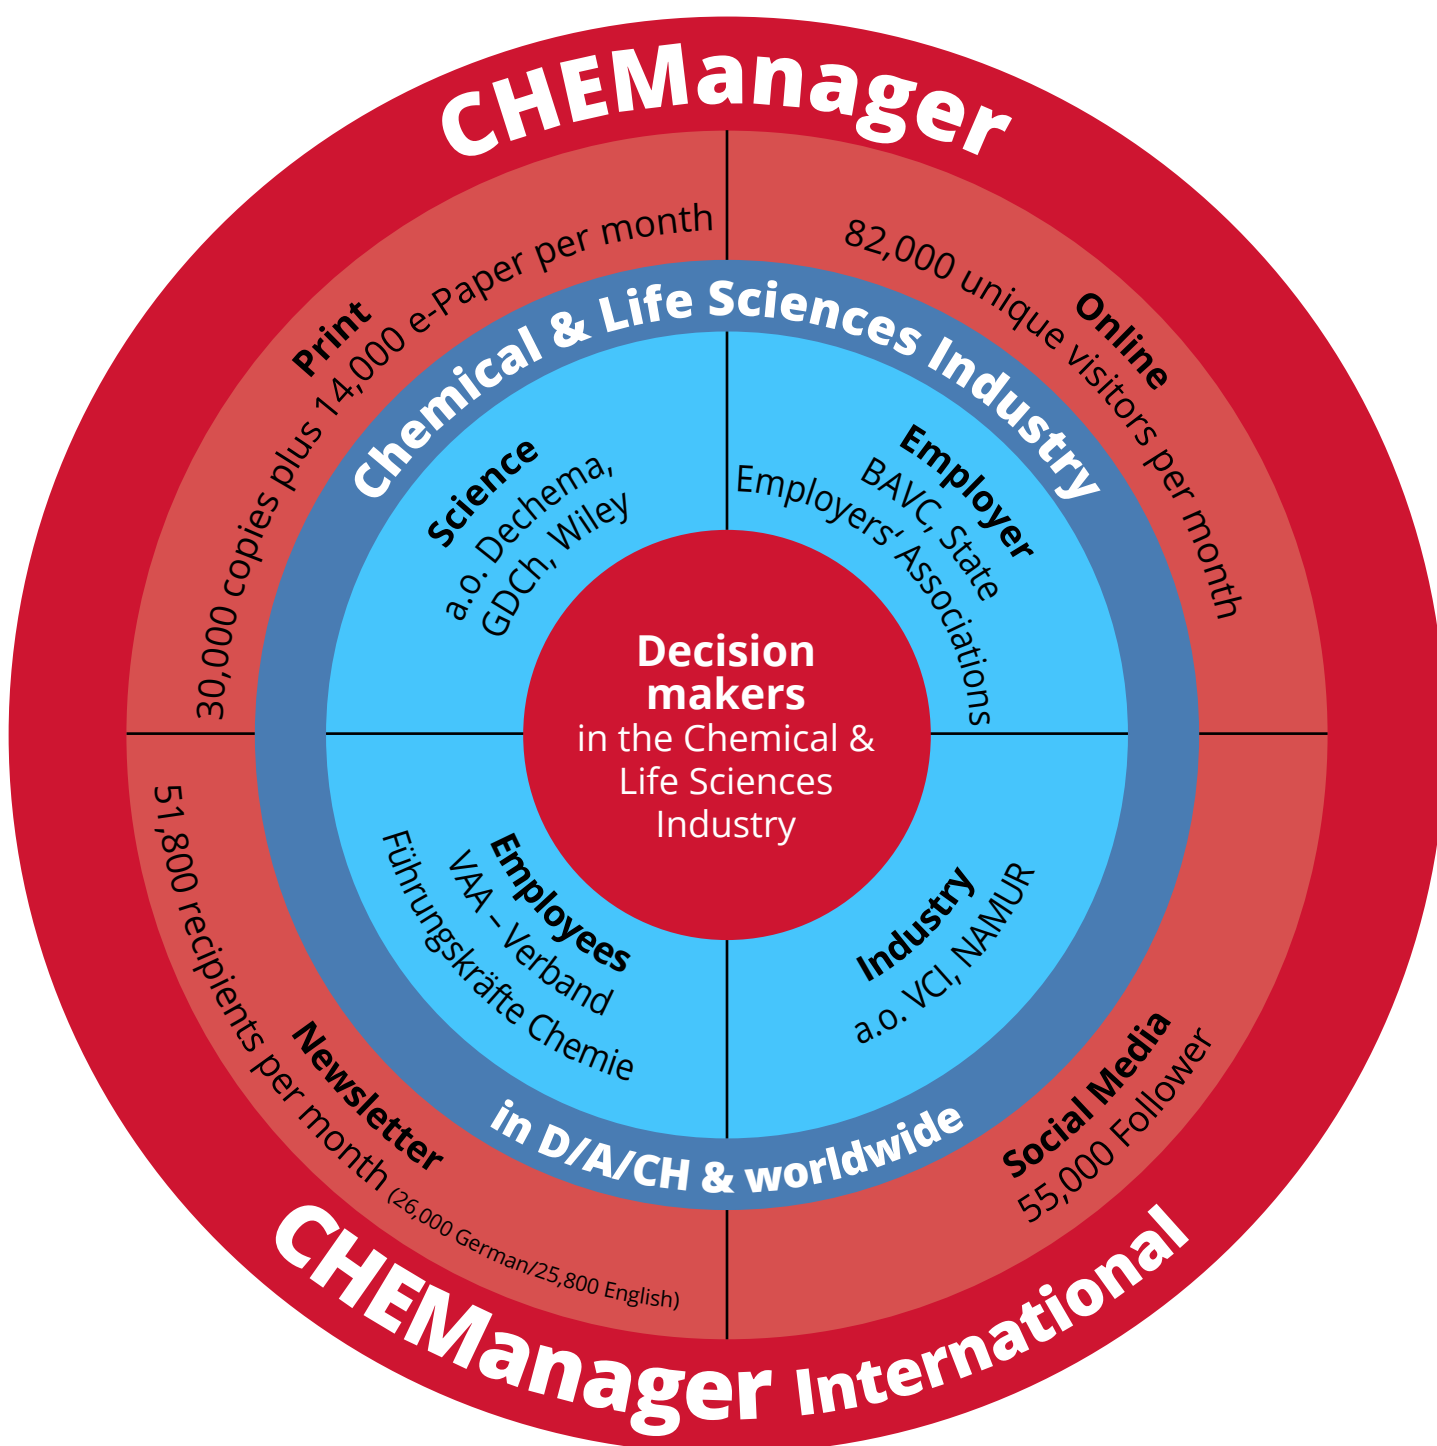 CHEManager
Print
30,000 copies plus 14,000 e-Paper per month
Online
82,000 unique visitors per month
Chemical & Life Sciences Industry
Science
a.o. Dechema,
GDCh, Wiley
Employer
BAVC, State
Employers‘ Associations
Decision
makers
in the Chemical &
Life Sciences
Industry
Employees
VAA – Verband
Führungskräfte Chemie
Industry
a.o. VCI, NAMUR
in D/A/CH & worldwide
Newsletter
51,800 recipients per month (26,000 German/25,800 English)
Social Media
55,000 Follower
CHEManager International